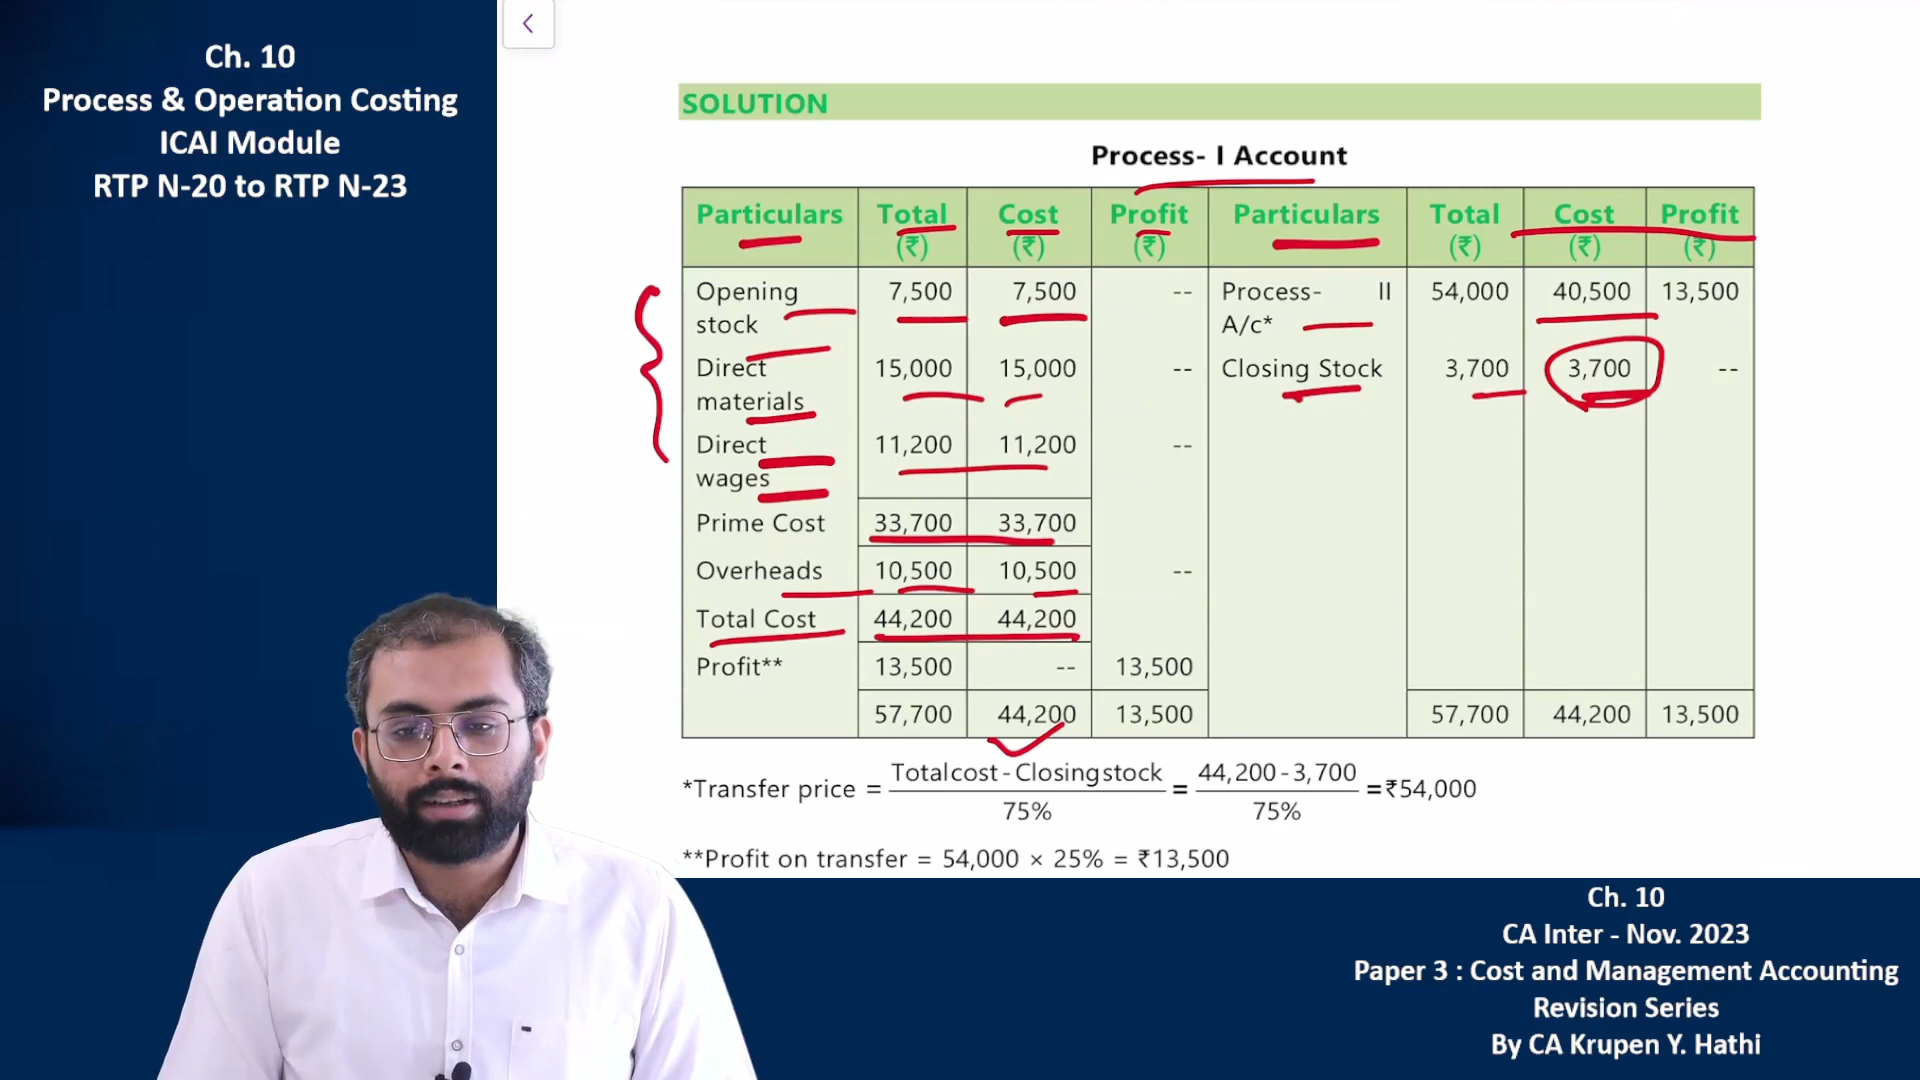 Ch. 10
Process & Operation Costing
ICAI Module
RTP N-20 to RTP N-23
SOLUTION
Process- I Account
Particulars Total (₹) Cost (₹) Profit (₹) Particulars Total (₹) Cost (₹) Profit (₹)
Opening stock 7,500 7,500 -- Process- II A/c* 54,000 40,500 13,500
Direct materials 15,000 15,000 -- Closing Stock 3,700 3,700 --
Direct wages 11,200 11,200 --
Prime Cost 33,700 33,700
Overheads 10,500 10,500 --
Total Cost 44,200 44,200
Profit** 13,500 -- 13,500
57,700 44,200 13,500 57,700 44,200 13,500
*Transfer price = Totalcost - Closingstock / 75% = 44,200 - 3,700 / 75% = ₹54,000
**Profit on transfer = 54,000 × 25% = ₹13,500
Ch. 10
CA Inter - Nov. 2023
Paper 3 : Cost and Management Accounting
Revision Series
By CA Krupen Y. Hathi